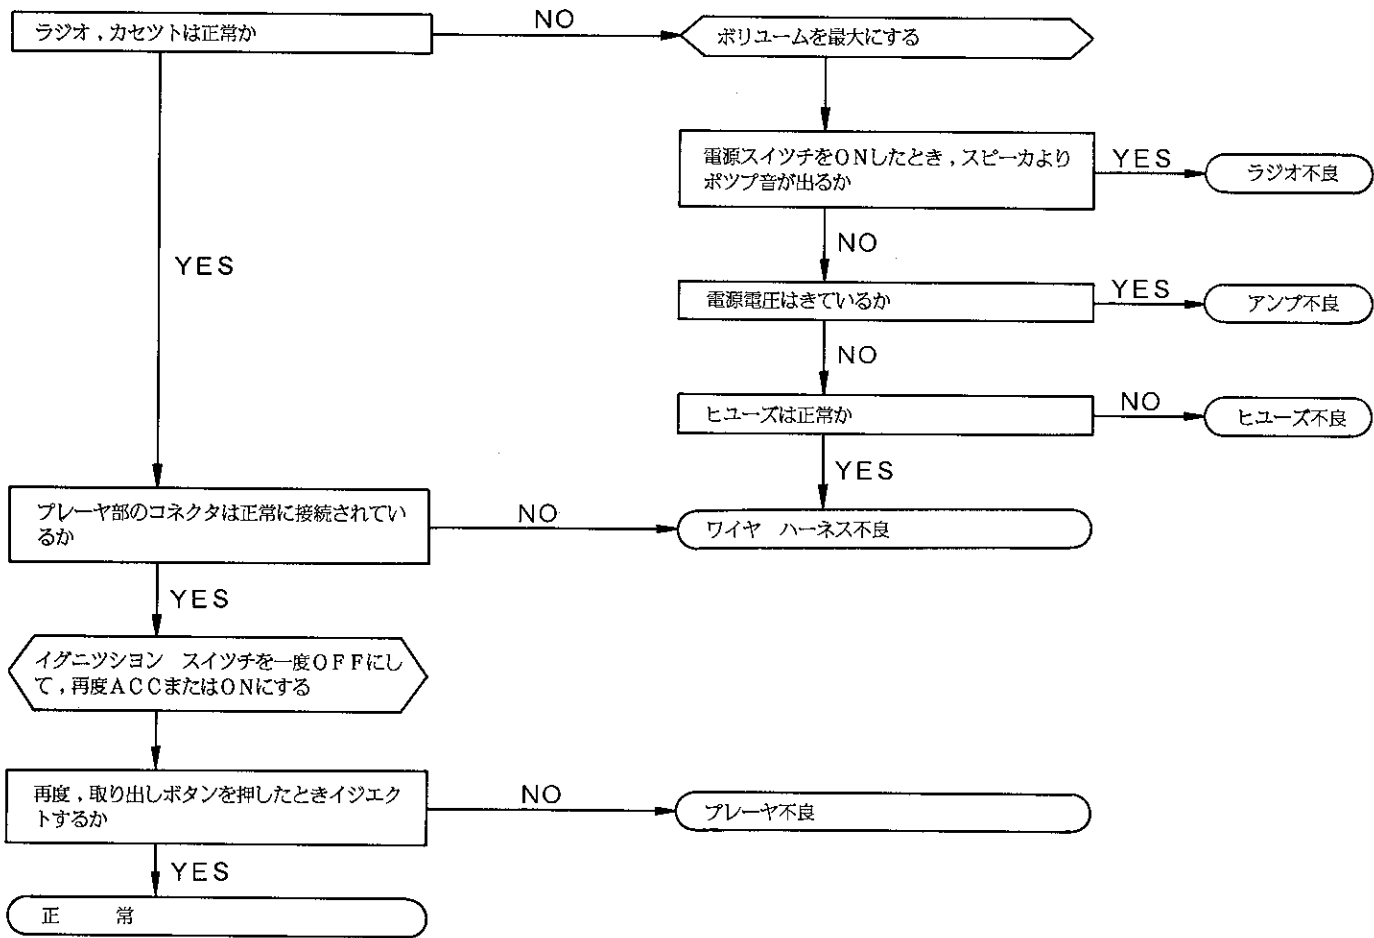 ラジオ，カセツトは正常か
NO
ボリユームを最大にする
電源スイツチをONしたとき，スピーカより
ポツプ音が出るか
YES
ラジオ不良
NO
YES
電源電圧はきているか
YES
アンプ不良
NO
ヒユーズは正常か
NO
ヒユーズ不良
YES
プレーヤ部のコネクタは正常に接続されてい
るか
NO
ワイヤ　ハーネス不良
YES
イグニツシヨン　スイツチを一度OFFにし
て，再度ACCまたはONにする
再度，取り出しボタンを押したときイジエク
トするか
NO
プレーヤ不良
YES
正　　常